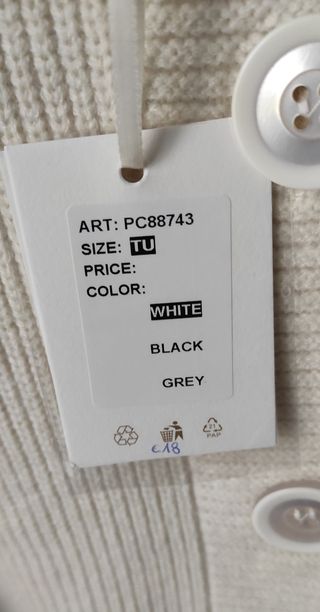 ART: PC88743
SIZE: TU
PRICE:
COLOR:
WHITE
BLACK
GREY
21
PAP
€18